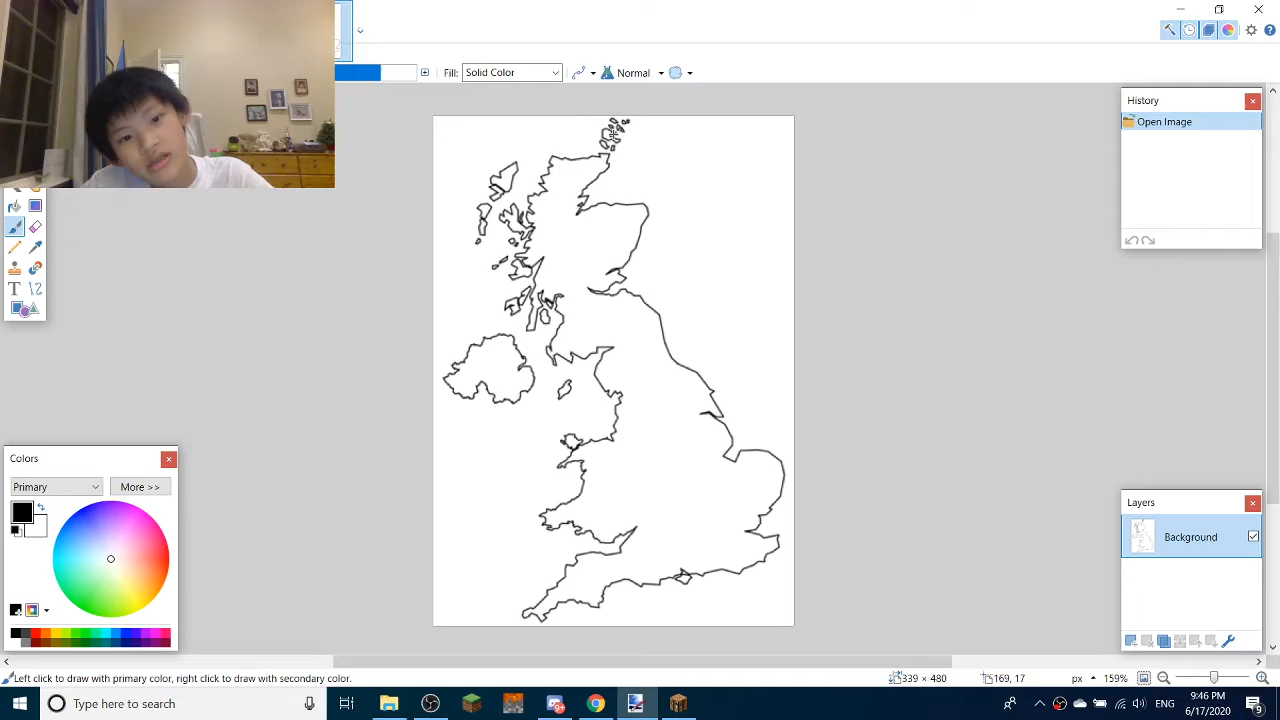 Fill: Solid Color Normal
History
Open Image
Colors
Primary More >>
Layers
Background
Left click to draw with primary color, right click to draw with secondary color. 339 × 480 169, 17 px 159%
Type here to search ENG 9:46 PM
6/17/2020